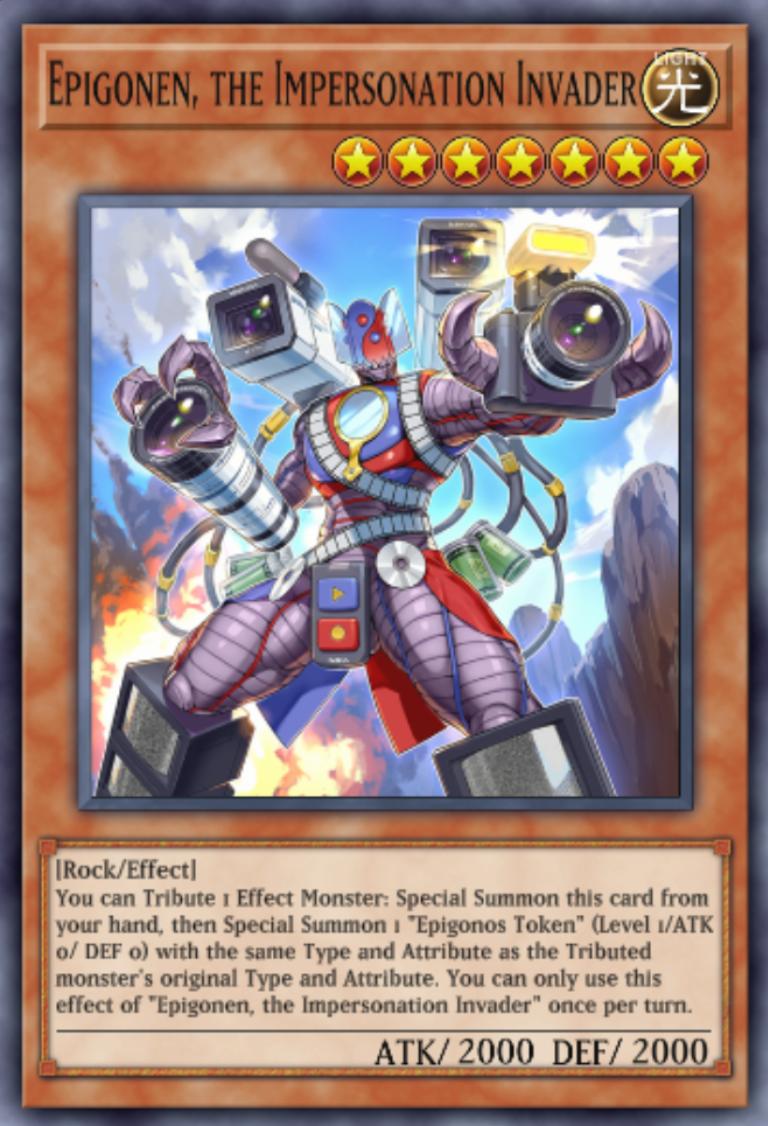 EPIGONEN, THE IMPERSONATION INVADER
LIGHT
光
[Rock/Effect]
You can Tribute 1 Effect Monster: Special Summon this card from
your hand, then Special Summon 1 "Epigonos Token" (Level 1/ATK
0/ DEF 0) with the same Type and Attribute as the Tributed
monster's original Type and Attribute. You can only use this
effect of "Epigonen, the Impersonation Invader" once per turn.
ATK/ 2000 DEF/ 2000